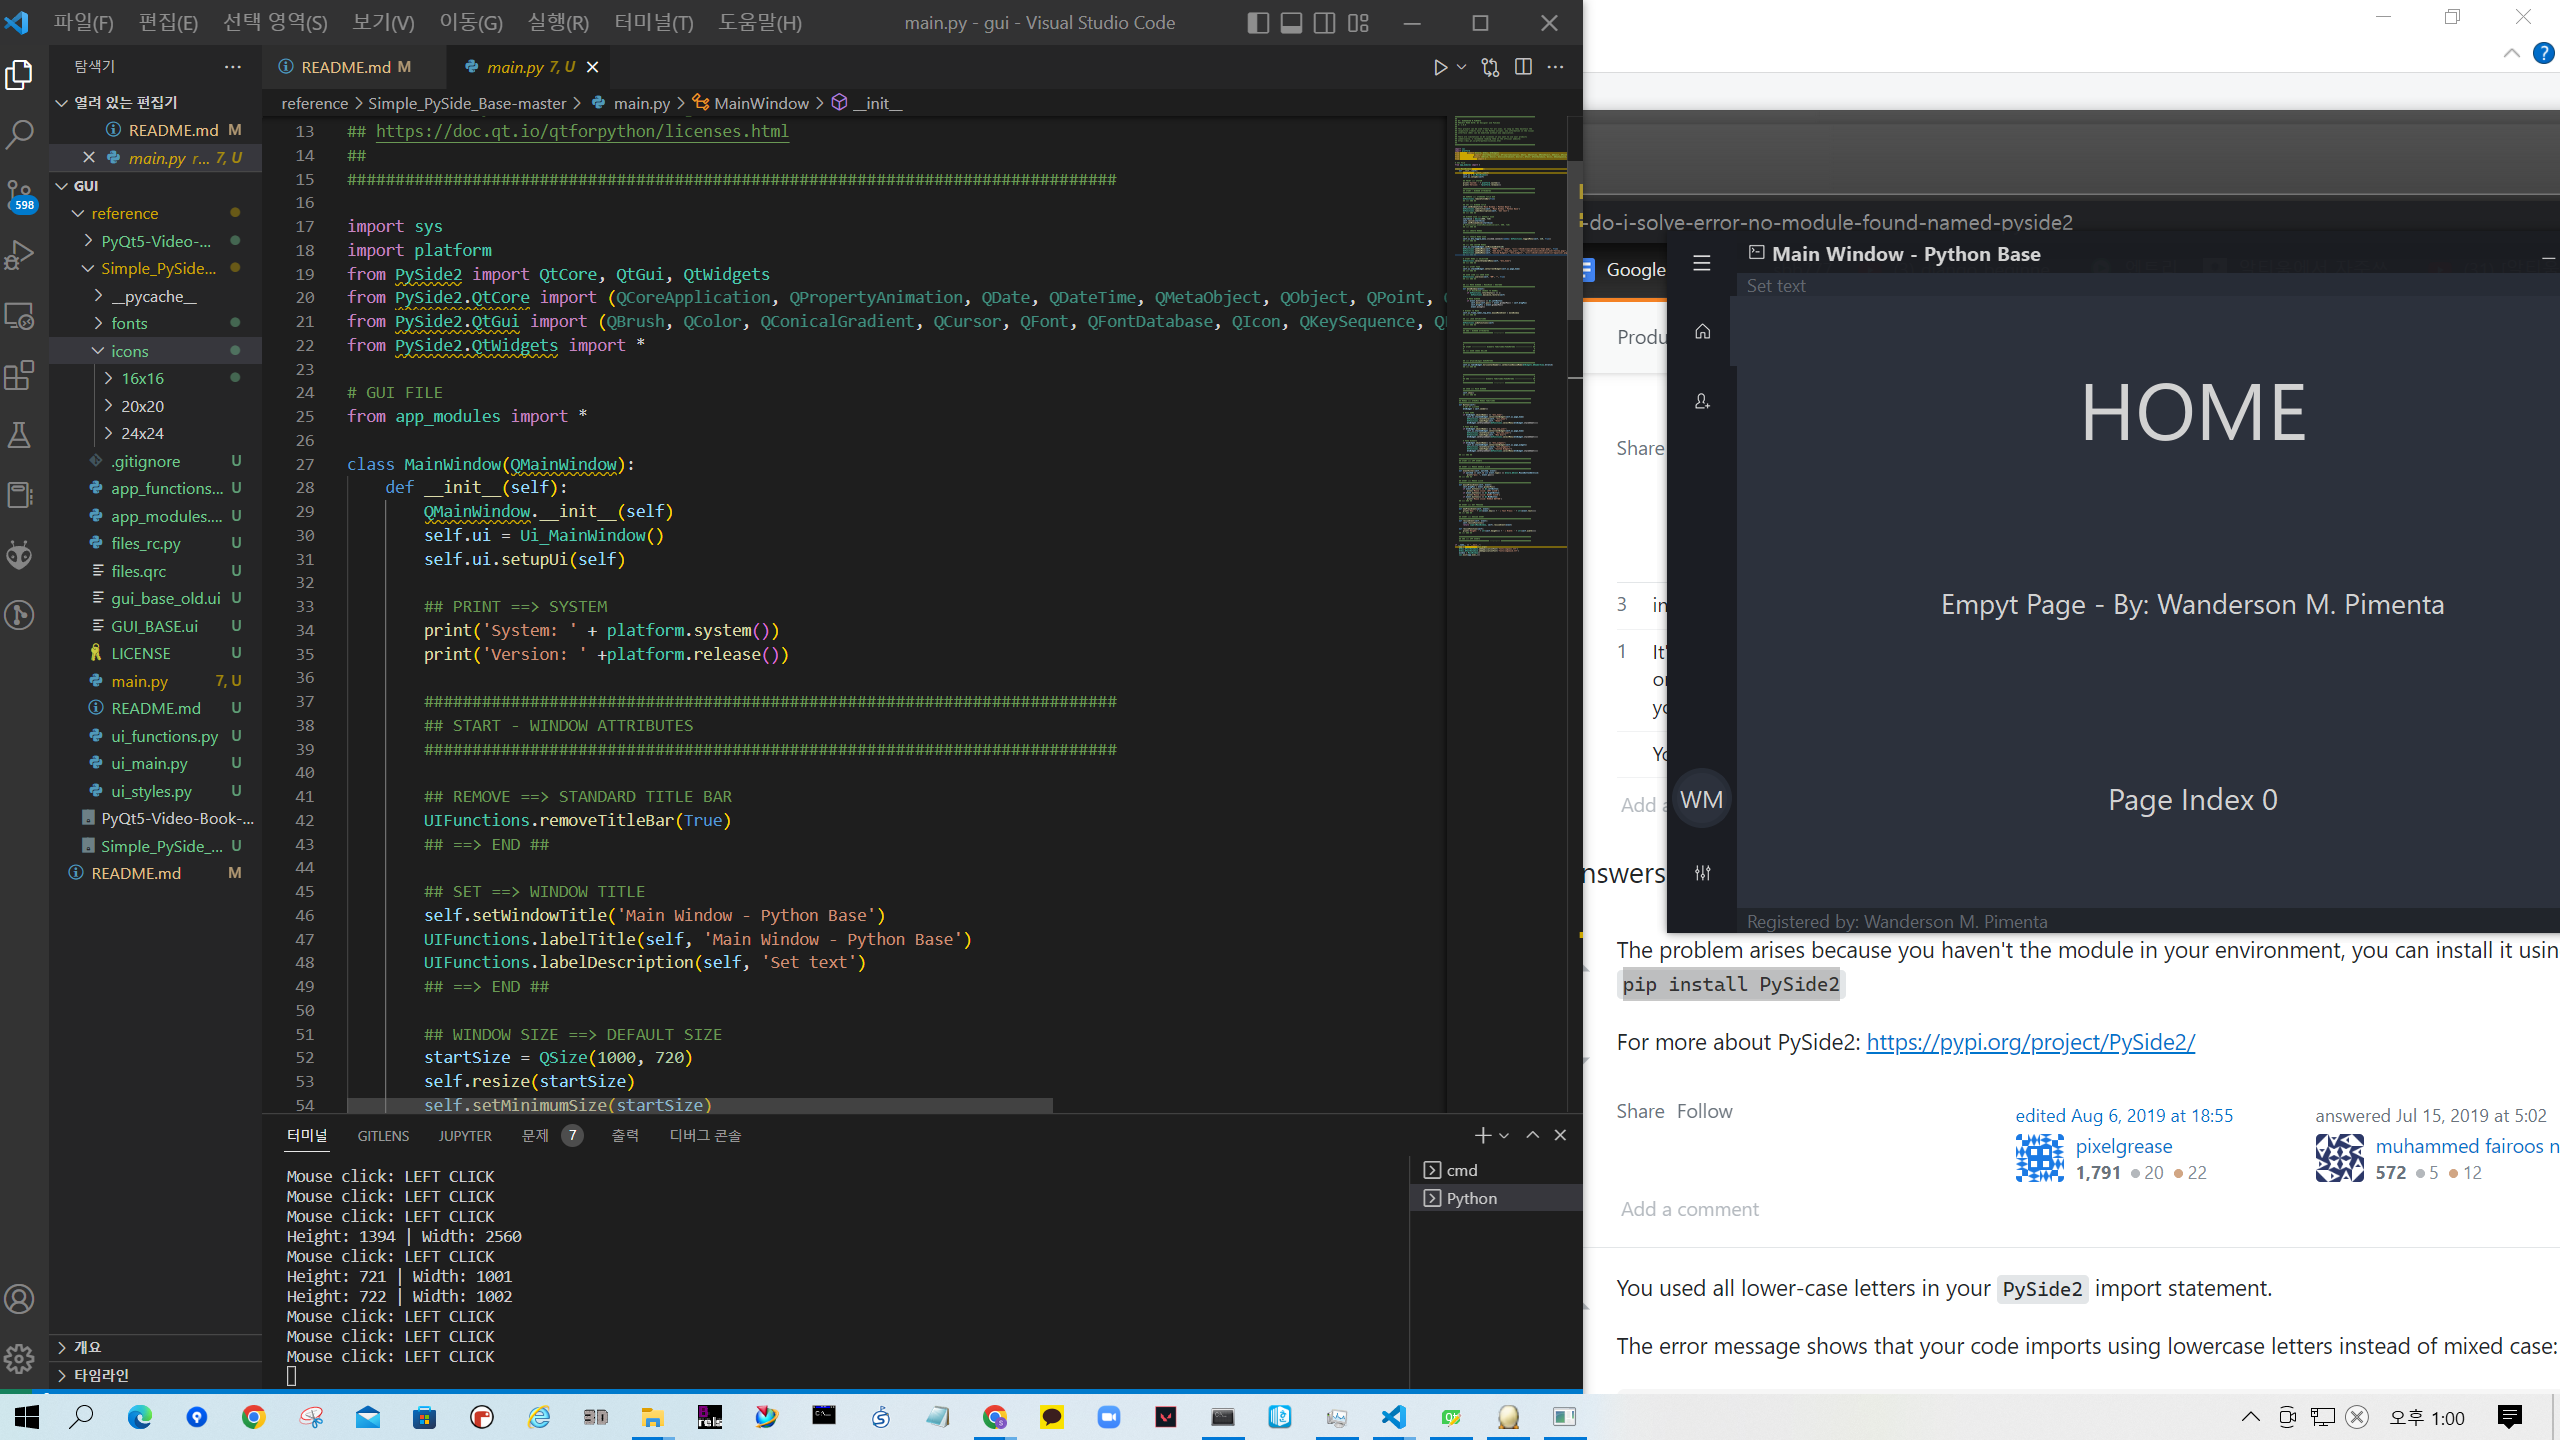 파일(F) 편집(E) 선택 영역(S) 보기(V) 이동(G) 실행(R) 터미널(T) 도움말(H)
main.py - gui - Visual Studio Code
탐색기
열려 있는 편집기
README.md M
main.py r... 7, U
598
GUI
reference
PyQt5-Video-...
Simple_PySide...
__pycache__
fonts
icons
16x16
20x20
24x24
.gitignore U
app_functions... U
app_modules.... U
files_rc.py U
files.qrc U
gui_base_old.ui U
GUI_BASE.ui U
LICENSE U
main.py 7, U
README.md U
ui_functions.py U
ui_main.py U
ui_styles.py U
PyQt5-Video-Book-...
Simple_PySide_... U
README.md M
개요
타임라인
README.md M
main.py 7, U
reference > Simple_PySide_Base-master > main.py > MainWindow > __init__
13 ## https://doc.qt.io/qtforpython/licenses.html
14 ##
15 ################################################################################
16
17 import sys
18 import platform
19 from PySide2 import QtCore, QtGui, QtWidgets
20 from PySide2.QtCore import (QCoreApplication, QPropertyAnimation, QDate, QDateTime, QMetaObject, QObject, QPoint,
21 from PySide2.QtGui import (QBrush, QColor, QConicalGradient, QCursor, QFont, QFontDatabase, QIcon, QKeySequence,
22 from PySide2.QtWidgets import *
23
24 # GUI FILE
25 from app_modules import *
26
27 class MainWindow(QMainWindow):
28 def __init__(self):
29 QMainWindow.__init__(self)
30 self.ui = Ui_MainWindow()
31 self.ui.setupUi(self)
32
33 ## PRINT ==> SYSTEM
34 print('System: ' + platform.system())
35 print('Version: ' +platform.release())
36
37 ########################################################################
38 ## START - WINDOW ATTRIBUTES
39 ########################################################################
40
41 ## REMOVE ==> STANDARD TITLE BAR
42 UIFunctions.removeTitleBar(True)
43 ## ==> END ##
44
45 ## SET ==> WINDOW TITLE
46 self.setWindowTitle('Main Window - Python Base')
47 UIFunctions.labelTitle(self, 'Main Window - Python Base')
48 UIFunctions.labelDescription(self, 'Set text')
49 ## ==> END ##
50
51 ## WINDOW SIZE ==> DEFAULT SIZE
52 startSize = QSize(1000, 720)
53 self.resize(startSize)
54 self.setMinimumSize(startSize)
터미널 GITLENS JUPYTER 문제 7 출력 디버그 콘솔
Mouse click: LEFT CLICK
Mouse click: LEFT CLICK
Mouse click: LEFT CLICK
Height: 1394 | Width: 2560
Mouse click: LEFT CLICK
Height: 721 | Width: 1001
Height: 722 | Width: 1002
Mouse click: LEFT CLICK
Mouse click: LEFT CLICK
Mouse click: LEFT CLICK
cmd
Python
-do-i-solve-error-no-module-found-named-pyside2
Google
Produ
Share
3 in
1 It'
or
yo
Yo
Add a
nswers
Main Window - Python Base
Set text
HOME
Empyt Page - By: Wanderson M. Pimenta
WM
Page Index 0
Registered by: Wanderson M. Pimenta
The problem arises because you haven't the module in your environment, you can install it usin
pip install PySide2
For more about PySide2: https://pypi.org/project/PySide2/
Share Follow
edited Aug 6, 2019 at 18:55
pixelgrease
1,791 20 22
answered Jul 15, 2019 at 5:02
muhammed fairoos n
572 5 12
Add a comment
You used all lower-case letters in your PySide2 import statement.
The error message shows that your code imports using lowercase letters instead of mixed case:
오후 1:00